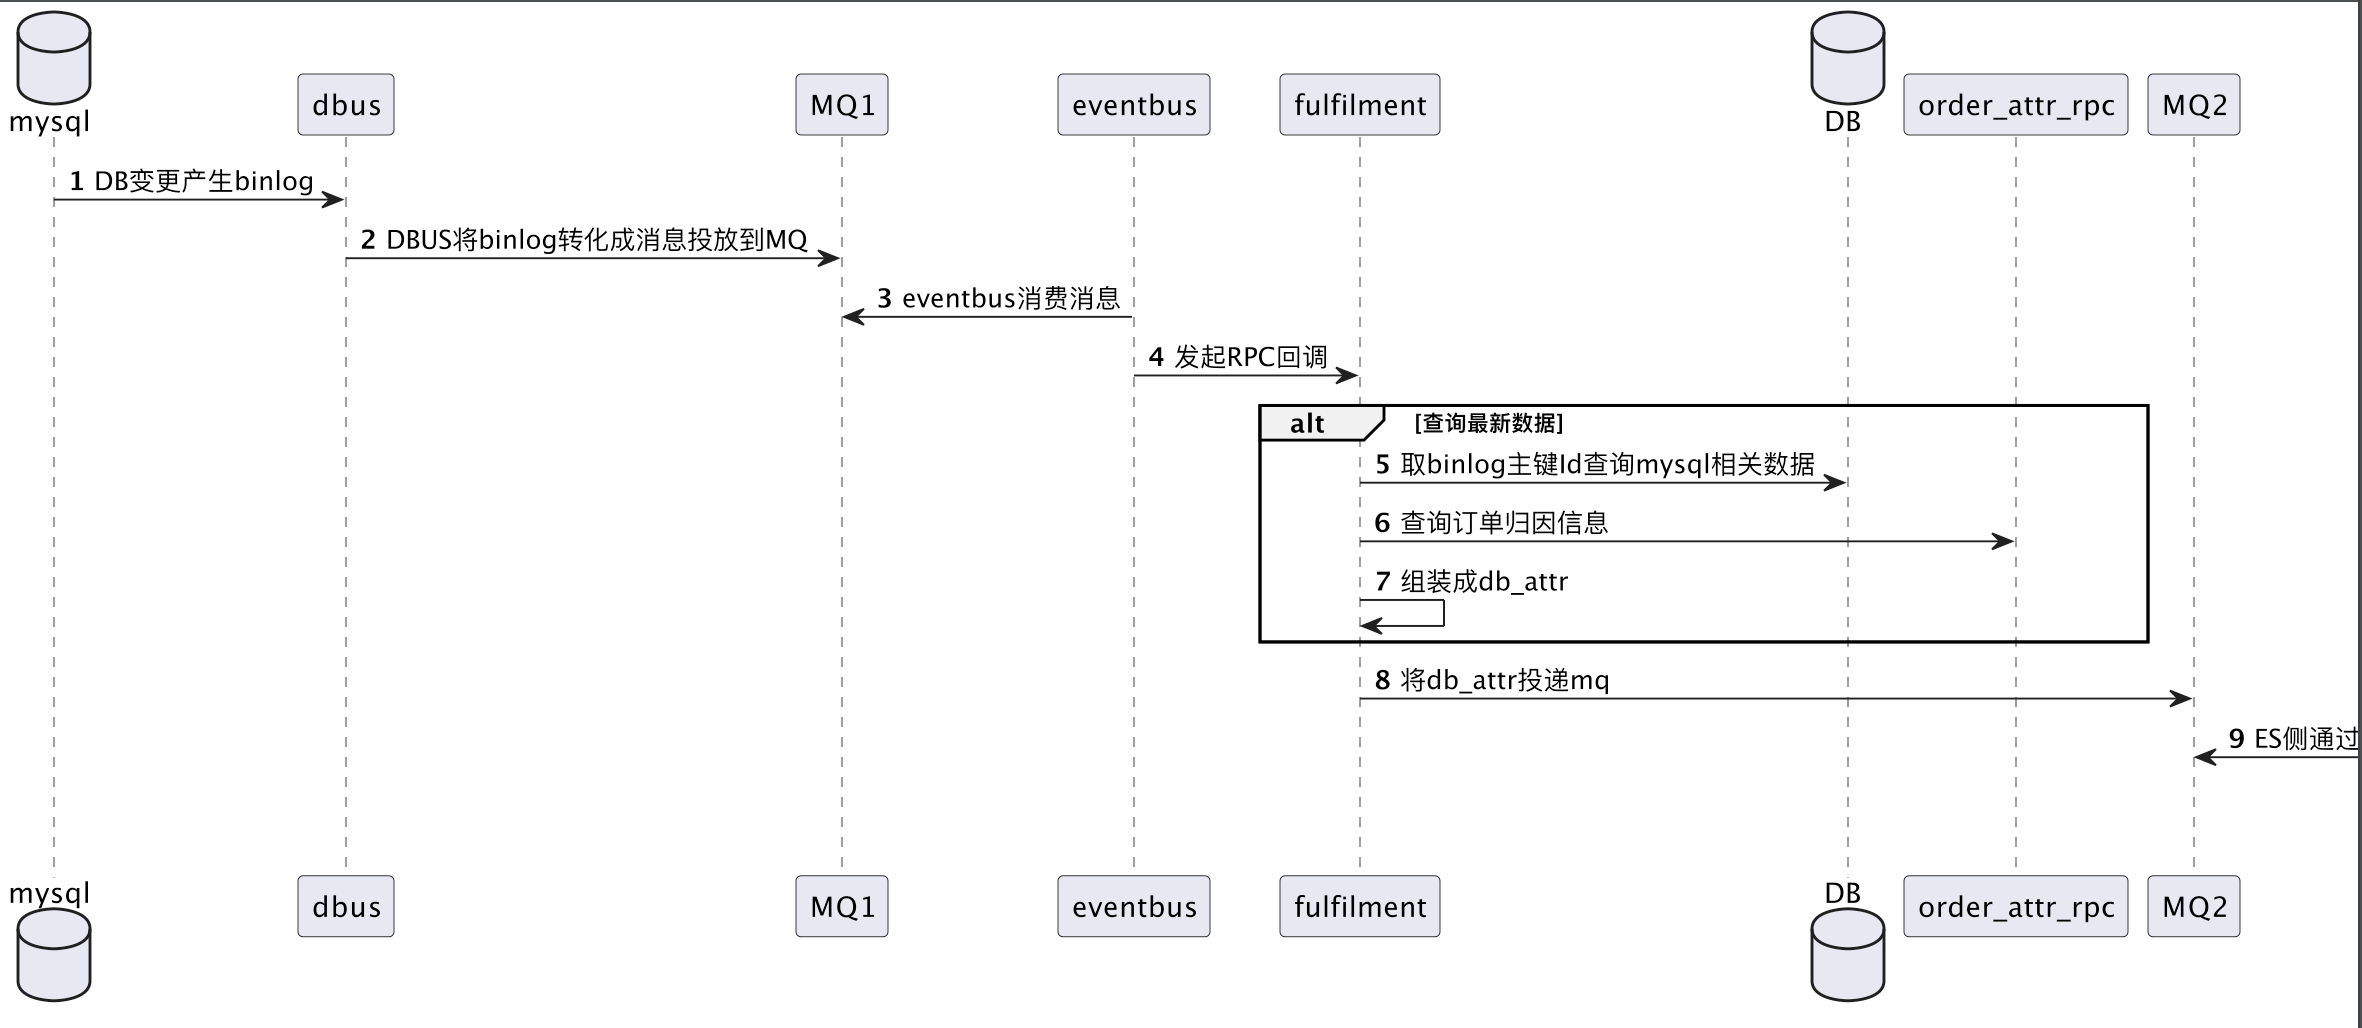 mysql
dbus
MQ1
eventbus
fulfilment
DB
order_attr_rpc
MQ2
1 DB变更产生binlog
2 DBUS将binlog转化成消息投放到MQ
3 eventbus消费消息
4 发起RPC回调
alt [查询最新数据]
5 取binlog主键Id查询mysql相关数据
6 查询订单归因信息
7 组装成db_attr
8 将db_attr投递mq
9 ES侧通过
mysql
dbus
MQ1
eventbus
fulfilment
DB
order_attr_rpc
MQ2